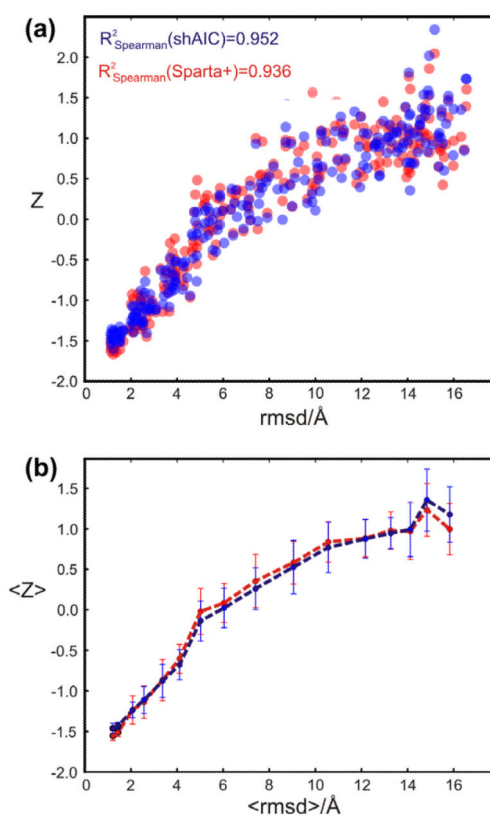 (a)
R²Spearman(shAIC)=0.952
R²Spearman(Sparta+)=0.936
Z
2.0
1.5
1.0
0.5
0.0
-0.5
-1.0
-1.5
-2.0
0 2 4 6 8 10 12 14 16
rmsd/Å
(b)
<Z>
1.5
1.0
0.5
0.0
-0.5
-1.0
-1.5
-2.0
0 2 4 6 8 10 12 14 16
<rmsd>/Å